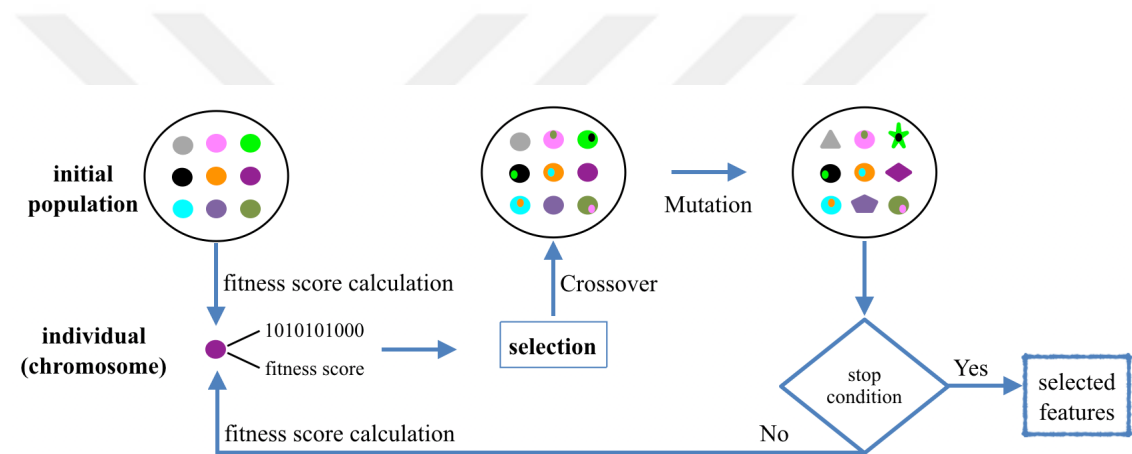 initial
population
Mutation
fitness score calculation
Crossover
individual
(chromosome)
1010101000
fitness score
selection
stop
condition
Yes
selected
features
fitness score calculation
No